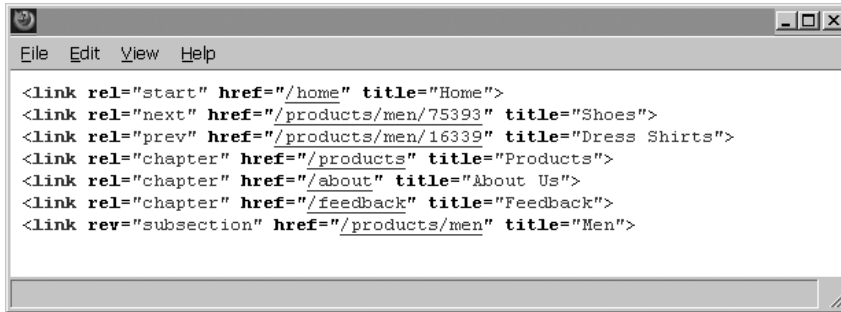 File Edit View Help
<link rel="start" href="/home" title="Home">
<link rel="next" href="/products/men/75393" title="Shoes">
<link rel="prev" href="/products/men/16339" title="Dress Shirts">
<link rel="chapter" href="/products" title="Products">
<link rel="chapter" href="/about" title="About Us">
<link rel="chapter" href="/feedback" title="Feedback">
<link rev="subsection" href="/products/men" title="Men">